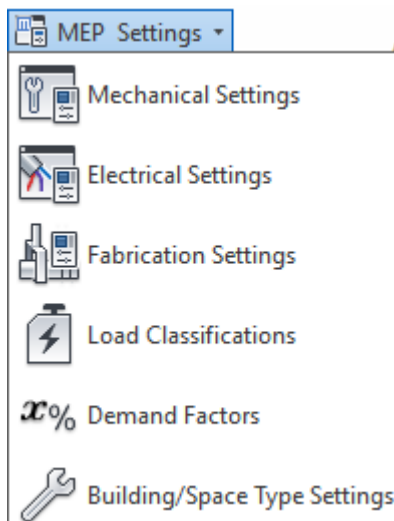 MEP Settings
Mechanical Settings
Electrical Settings
Fabrication Settings
Load Classifications
x% Demand Factors
Building/Space Type Settings